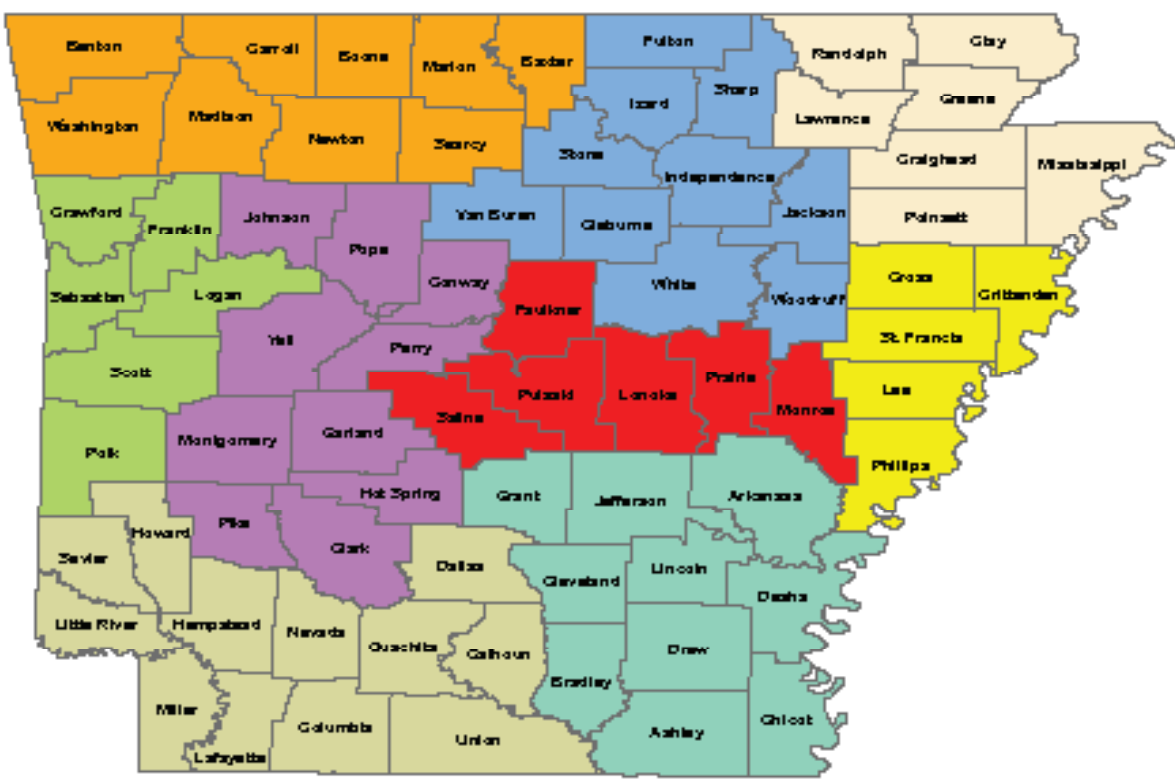 Benton
Carroll
Boone
Marion
Baxter
Fulton
Randolph
Clay
Izard
Sharp
Greene
Washington
Madison
Newton
Searcy
Lawrence
Stone
Craighead
Mississippi
Independence
Crawford
Franklin
Johnson
Pope
Van Buren
Cleburne
Jackson
Poinsett
Sebastian
Logan
Conway
Faulkner
White
Woodruff
Cross
Crittenden
Yell
Perry
St. Francis
Scott
Saline
Pulaski
Lonoke
Prairie
Monroe
Lee
Polk
Montgomery
Garland
Phillips
Hot Spring
Grant
Jefferson
Arkansas
Howard
Pike
Clark
Sevier
Dallas
Cleveland
Lincoln
Desha
Little River
Hempstead
Nevada
Ouachita
Calhoun
Drew
Bradley
Miller
Lafayette
Columbia
Union
Ashley
Chicot